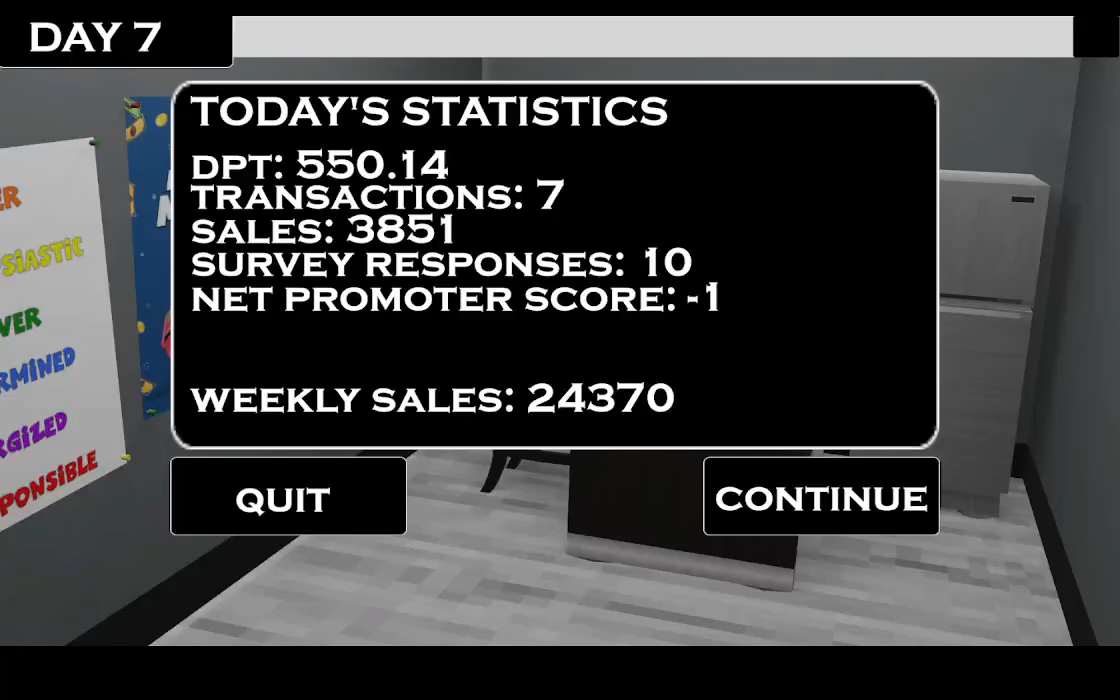 DAY 7
TODAY'S STATISTICS
DPT: 550.14
TRANSACTIONS: 7
SALES: 3851
SURVEY RESPONSES: 10
NET PROMOTER SCORE: -1
WEEKLY SALES: 24370
QUIT
CONTINUE